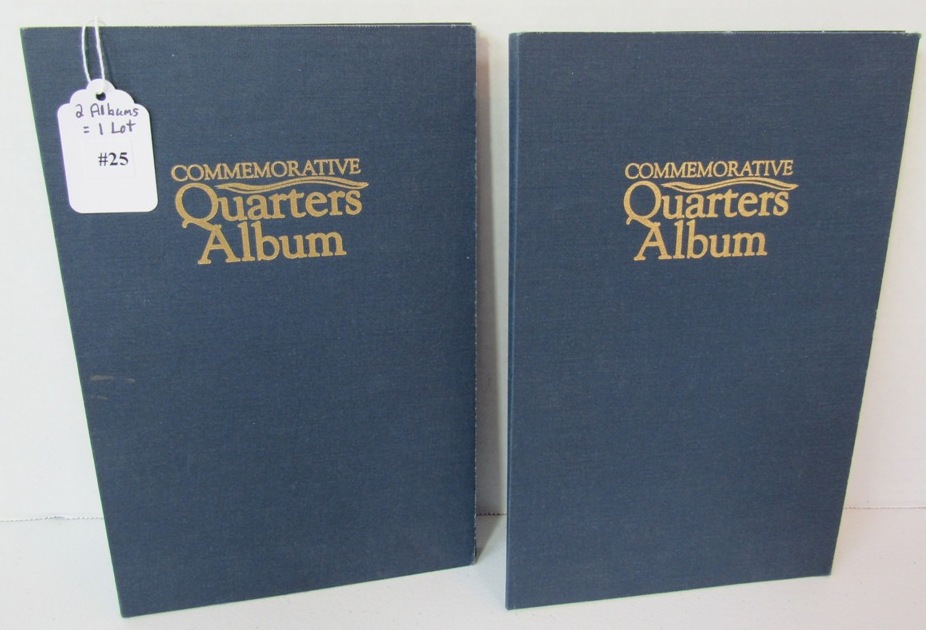 2 Albums
= 1 Lot
#25
COMMEMORATIVE
Quarters
Album
COMMEMORATIVE
Quarters
Album